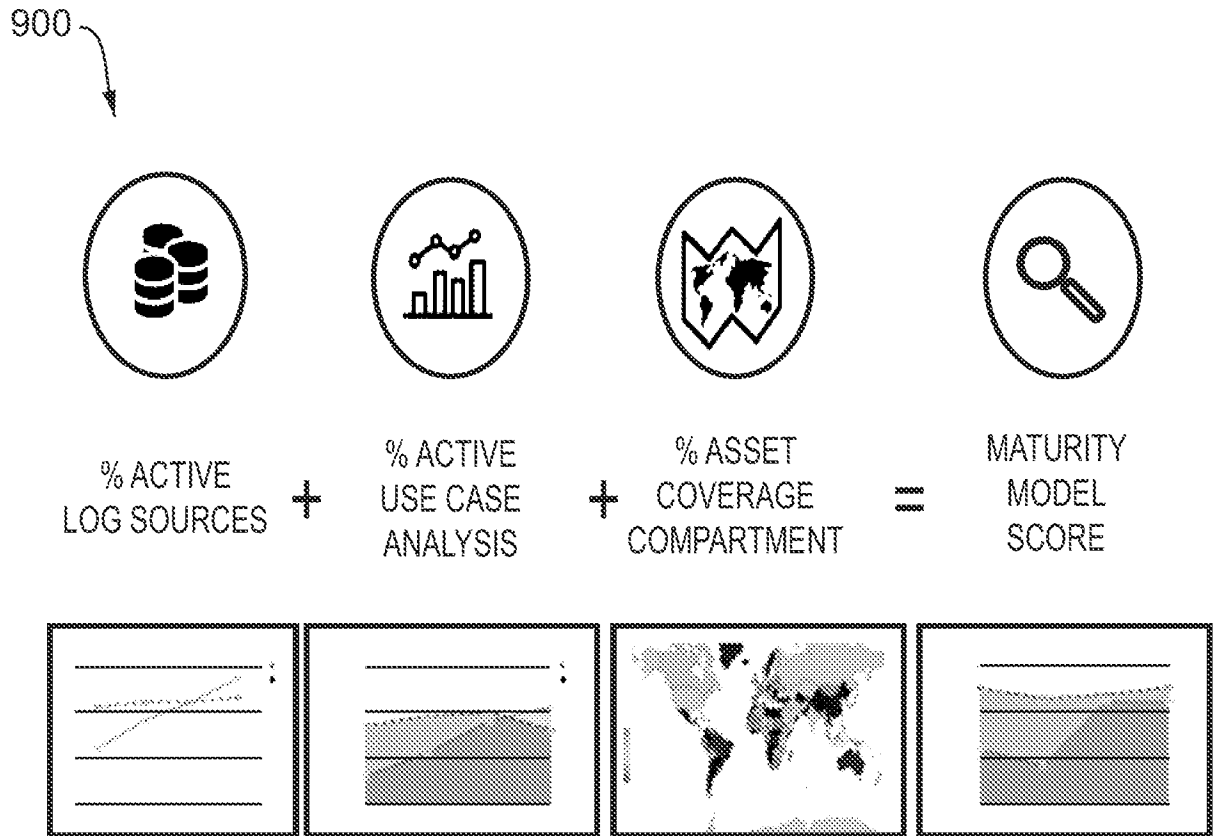 900
% ACTIVE
LOG SOURCES
+
% ACTIVE
USE CASE
ANALYSIS
+
% ASSET
COVERAGE
COMPARTMENT
=
MATURITY
MODEL
SCORE